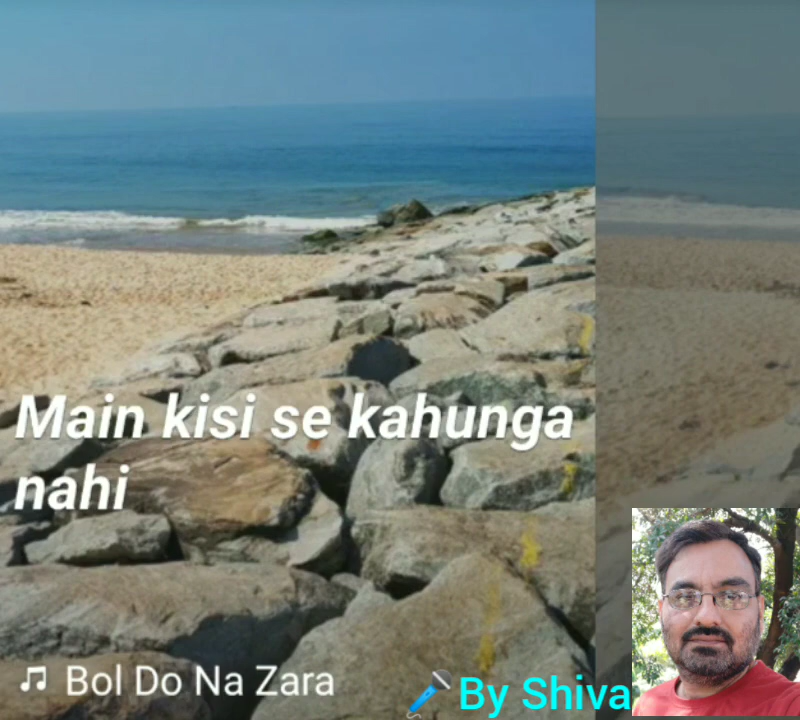 Main kisi se kahunga
nahi
🎵 Bol Do Na Zara
🎤By Shiva